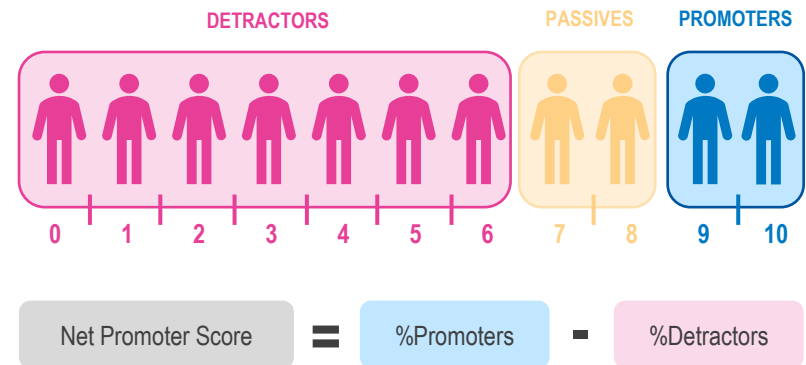 DETRACTORS PASSIVES PROMOTERS
0 1 2 3 4 5 6 7 8 9 10
Net Promoter Score = %Promoters - %Detractors